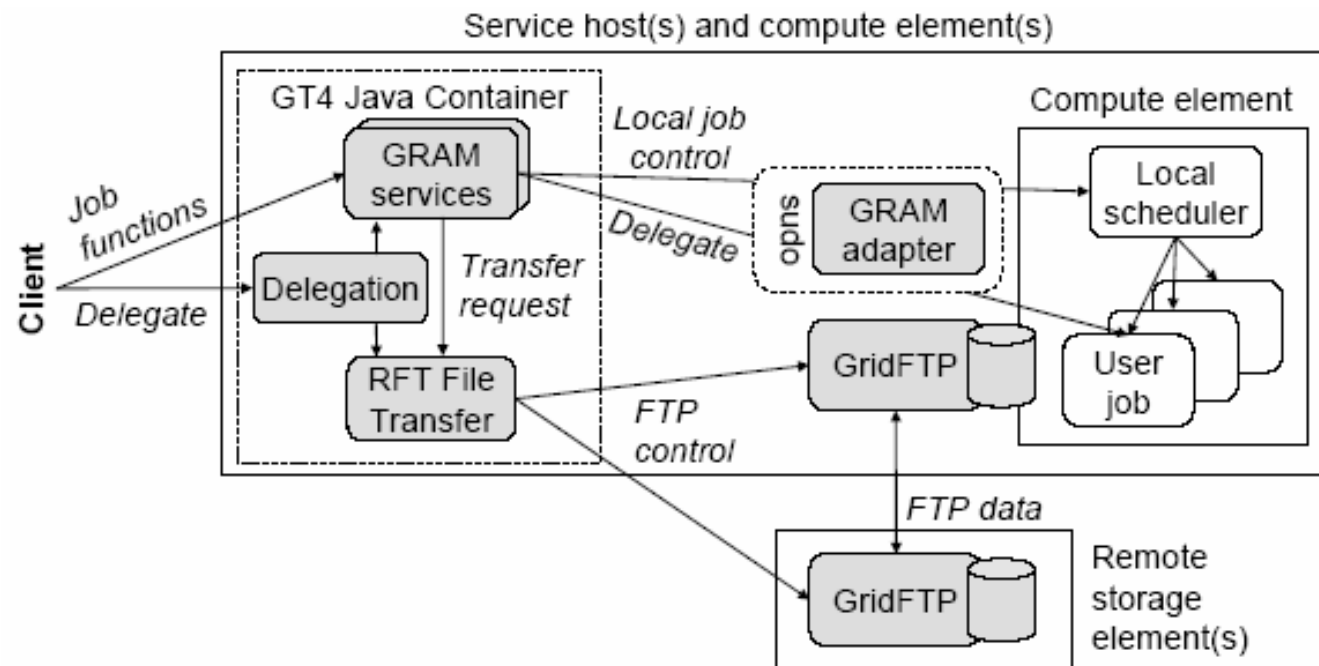 Service host(s) and compute element(s)
GT4 Java Container
Compute element
GRAM
services
Local job
control
Local
scheduler
sudo
GRAM
adapter
Job
functions
Delegate
Client
Delegation
Delegate
Transfer
request
RFT File
Transfer
GridFTP
User
job
FTP
control
FTP data
GridFTP
Remote
storage
element(s)